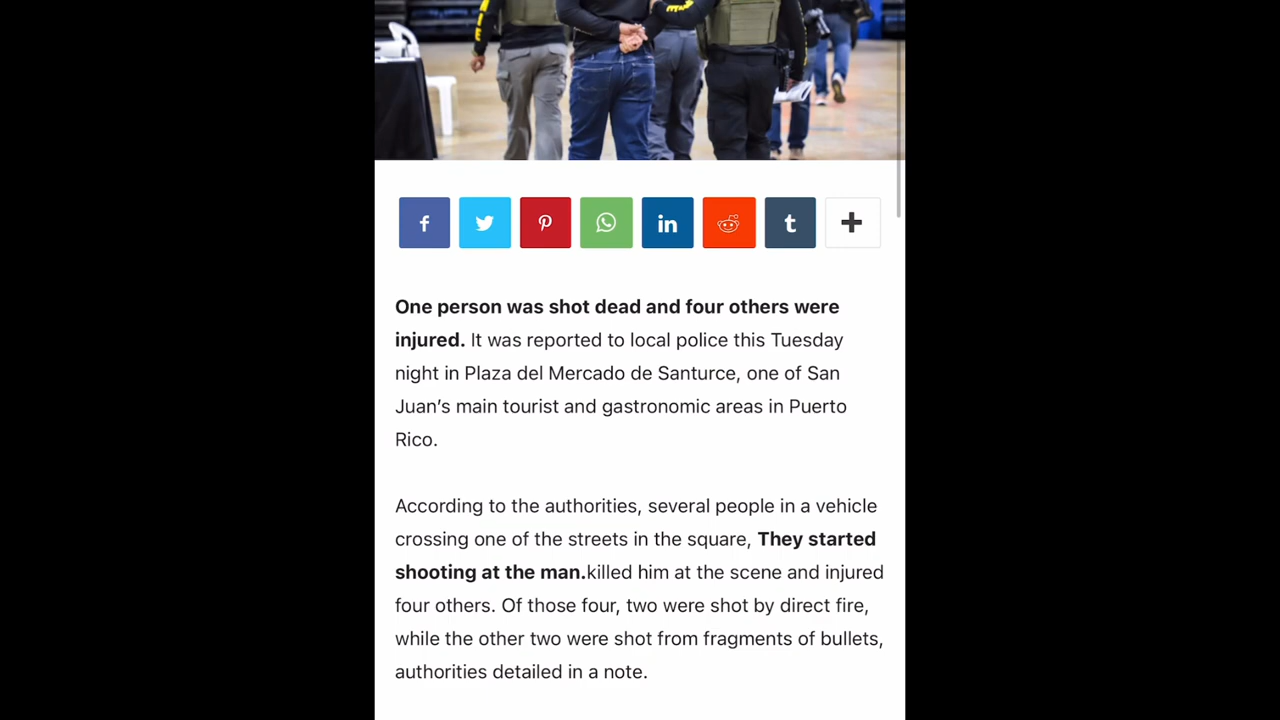 One person was shot dead and four others were
injured. It was reported to local police this Tuesday
night in Plaza del Mercado de Santurce, one of San
Juan’s main tourist and gastronomic areas in Puerto
Rico.
According to the authorities, several people in a vehicle
crossing one of the streets in the square, They started
shooting at the man.killed him at the scene and injured
four others. Of those four, two were shot by direct fire,
while the other two were shot from fragments of bullets,
authorities detailed in a note.